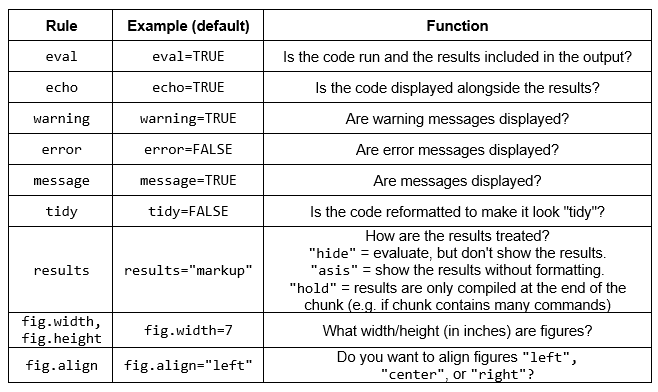 Rule Example (default) Function
eval eval=TRUE Is the code run and the results included in the output?
echo echo=TRUE Is the code displayed alongside the results?
warning warning=TRUE Are warning messages displayed?
error error=FALSE Are error messages displayed?
message message=TRUE Are messages displayed?
tidy tidy=FALSE Is the code reformatted to make it look "tidy"?
How are the results treated?
"hide" = evaluate, but don't show the results.
results results="markup" "asis" = show the results without formatting.
"hold" = results are only compiled at the end of the
chunk (e.g. if chunk contains many commands)
fig.width,
fig.height fig.width=7 What width/height (in inches) are figures?
fig.align fig.align="left" Do you want to align figures "left",
"center", or "right"?